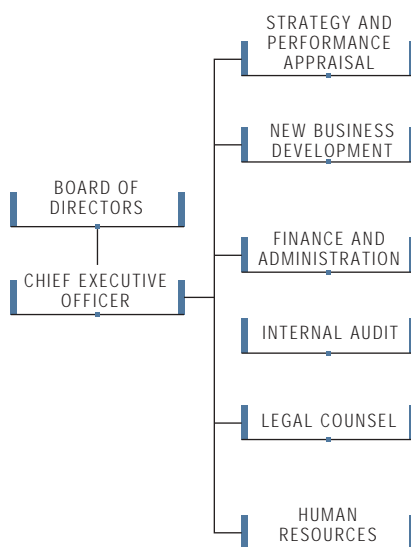 STRATEGY AND
PERFORMANCE
APPRAISAL
NEW BUSINESS
DEVELOPMENT
BOARD OF
DIRECTORS
FINANCE AND
ADMINISTRATION
CHIEF EXECUTIVE
OFFICER
INTERNAL AUDIT
LEGAL COUNSEL
HUMAN
RESOURCES